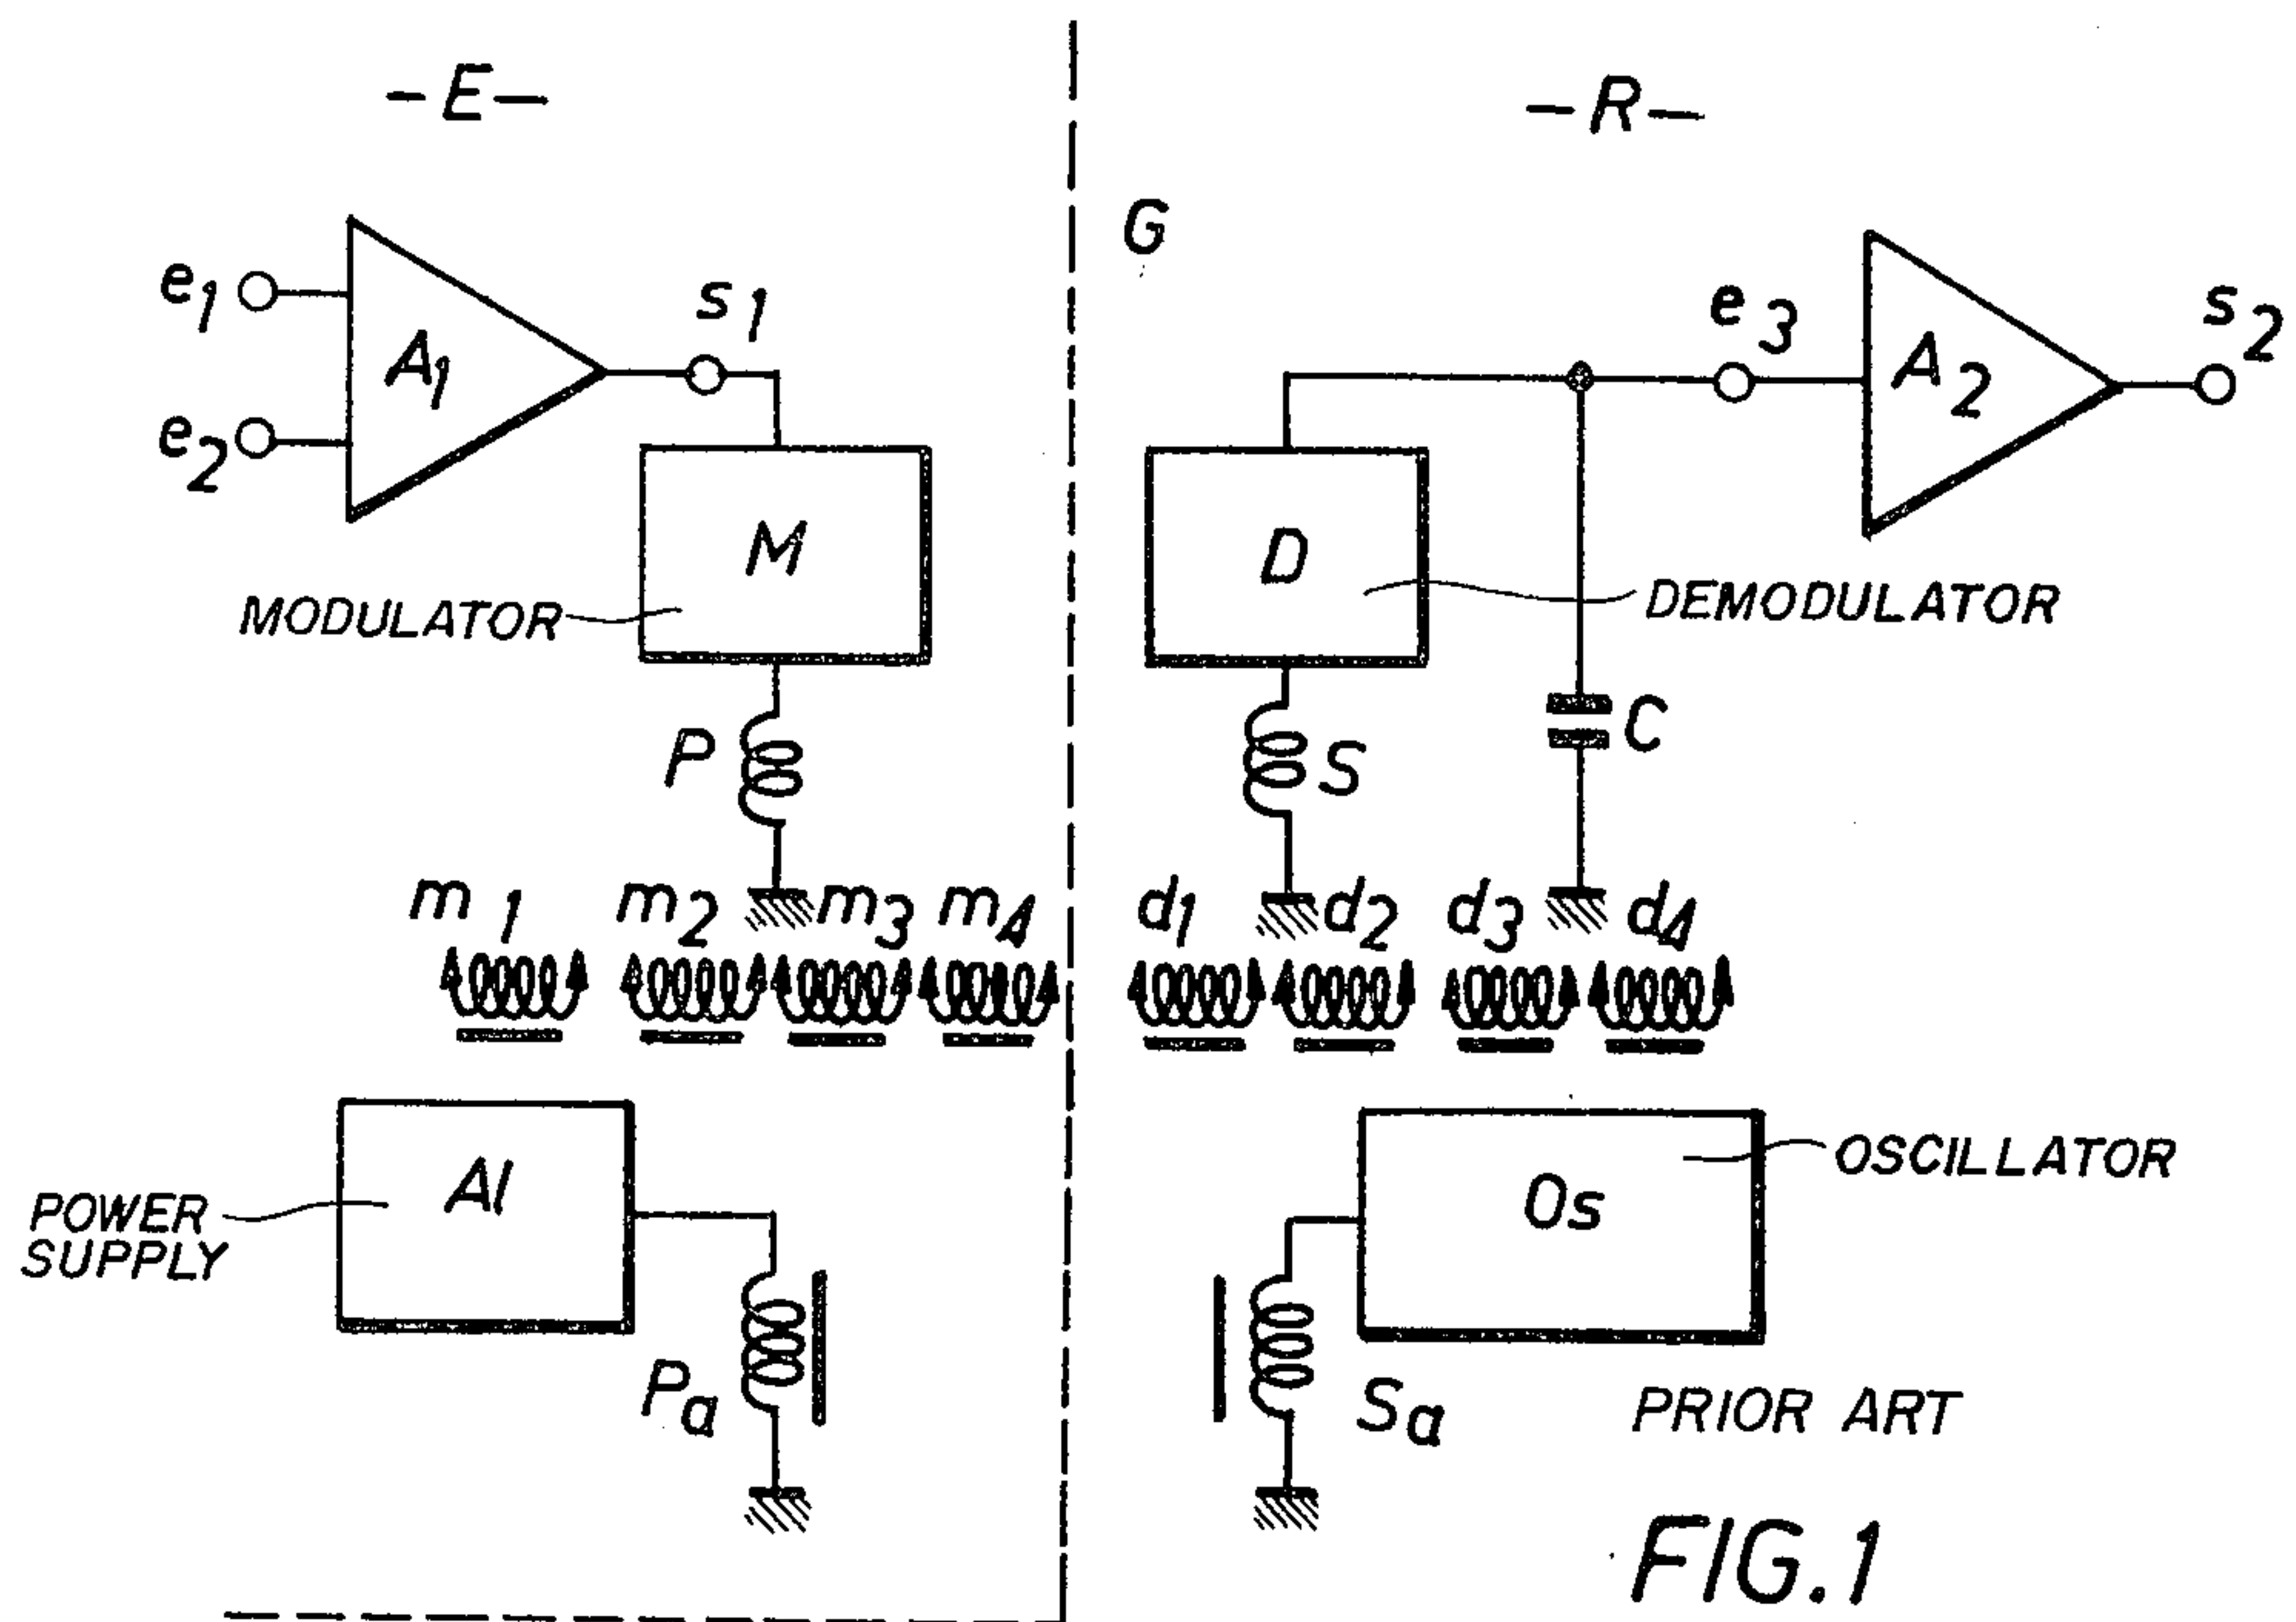 -E-
-R-
G
e1
A1
s1
e2
e3
A2
s2
M
MODULATOR
D
DEMODULATOR
P
S
C
m1
m2
m3
m4
d1
d2
d3
d4
Al
POWER
SUPPLY
Pa
Os
OSCILLATOR
Sa
PRIOR ART
FIG.1